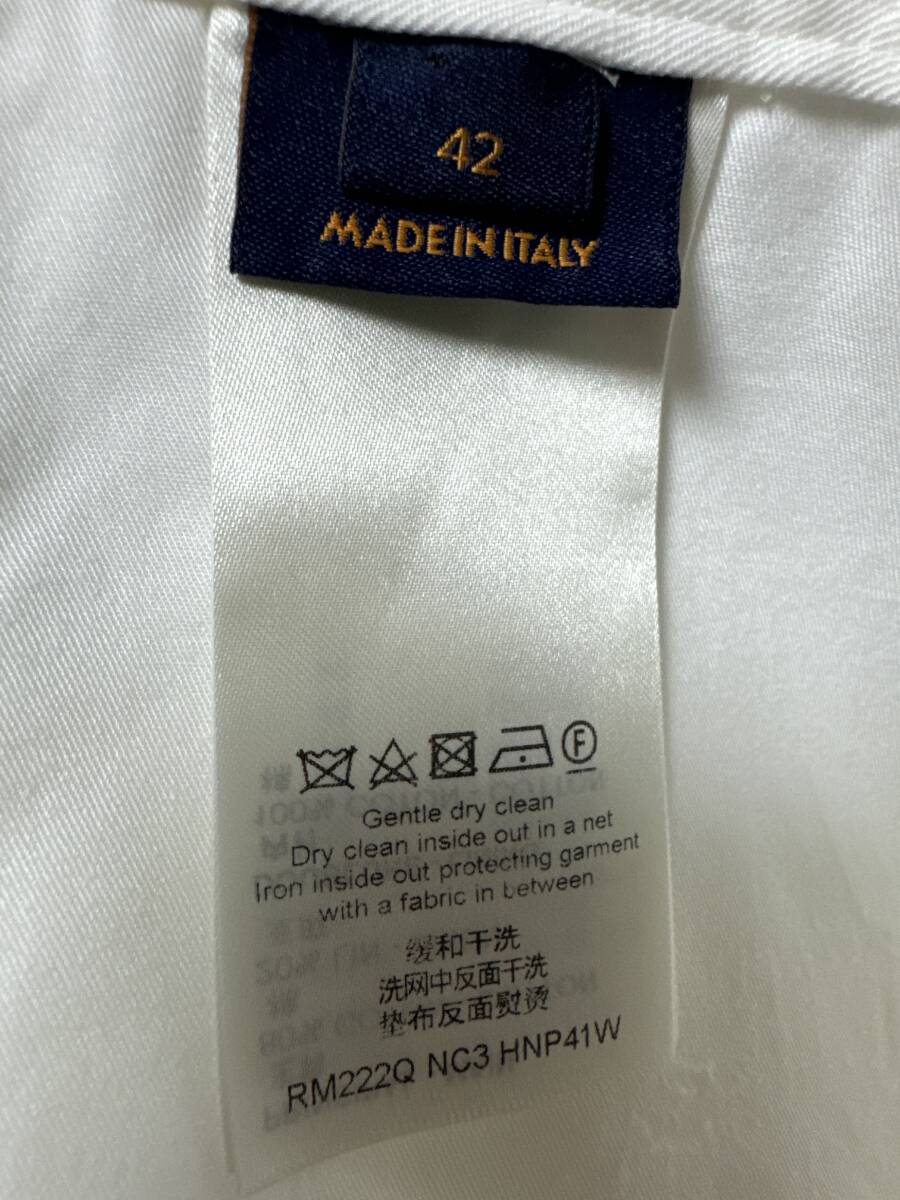 42
MADE IN ITALY
F
Gentle dry clean
Dry clean inside out in a net
Iron inside out protecting garment
with a fabric in between
缓和干洗
洗网中反面干洗
垫布反面熨烫
RM222Q NC3 HNP41W